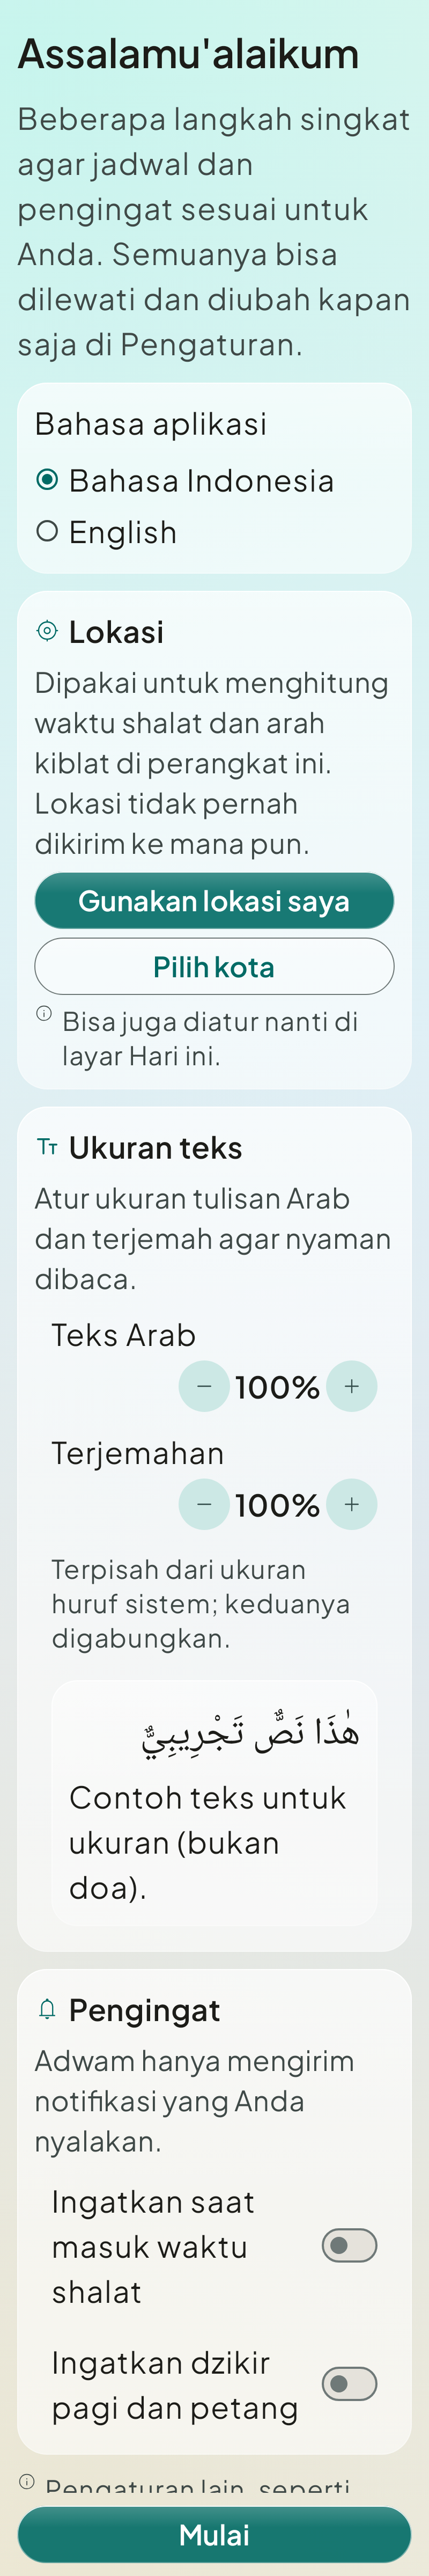 Assalamu'alaikum
Beberapa langkah singkat
agar jadwal dan
pengingat sesuai untuk
Anda. Semuanya bisa
dilewati dan diubah kapan
saja di Pengaturan.
Bahasa aplikasi
Bahasa Indonesia
English
Lokasi
Dipakai untuk menghitung
waktu shalat dan arah
kiblat di perangkat ini.
Lokasi tidak pernah
dikirim ke mana pun.
Gunakan lokasi saya
Pilih kota
Bisa juga diatur nanti di
layar Hari ini.
Ukuran teks
Atur ukuran tulisan Arab
dan terjemah agar nyaman
dibaca.
Teks Arab
− 100% +
Terjemahan
− 100% +
Terpisah dari ukuran
huruf sistem; keduanya
digabungkan.
هٰذَا نَصٌّ تَجْرِيبِيٌّ
Contoh teks untuk
ukuran (bukan
doa).
Pengingat
Adwam hanya mengirim
notifikasi yang Anda
nyalakan.
Ingatkan saat
masuk waktu
shalat
Ingatkan dzikir
pagi dan petang
Pengaturan lain, seperti
Mulai